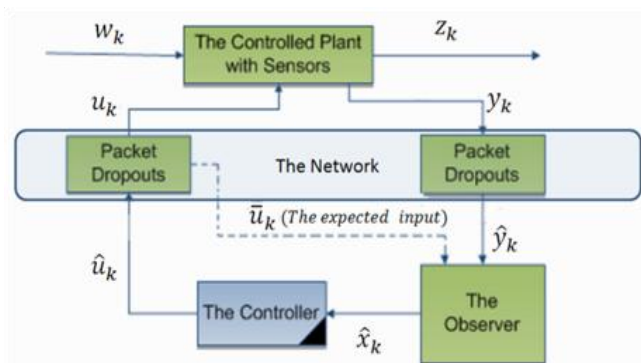 w_k
The Controlled Plant
with Sensors
z_k
u_k
y_k
Packet
Dropouts
The Network
Packet
Dropouts
ū_k (The expected input)
ŷ_k
û_k
The Controller
x̂_k
The
Observer